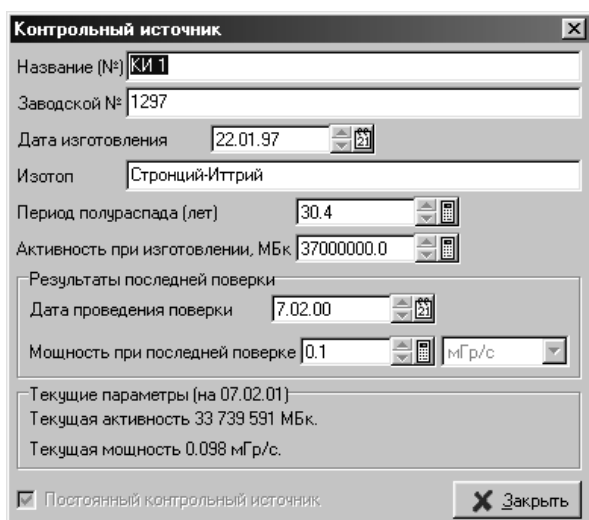 Контрольный источник
Название (№) КИ 1
Заводской № 1297
Дата изготовления 22.01.97 21
Изотоп Стронций-Иттрий
Период полураспада (лет) 30.4
Активность при изготовлении, МБк 37000000.0
Результаты последней поверки
Дата проведения поверки 7.02.00 21
Мощность при последней поверке 0.1 мГр/с
Текущие параметры (на 07.02.01)
Текущая активность 33 739 591 МБк.
Текущая мощность 0.098 мГр/с.
Постоянный контрольный источник Закрыть